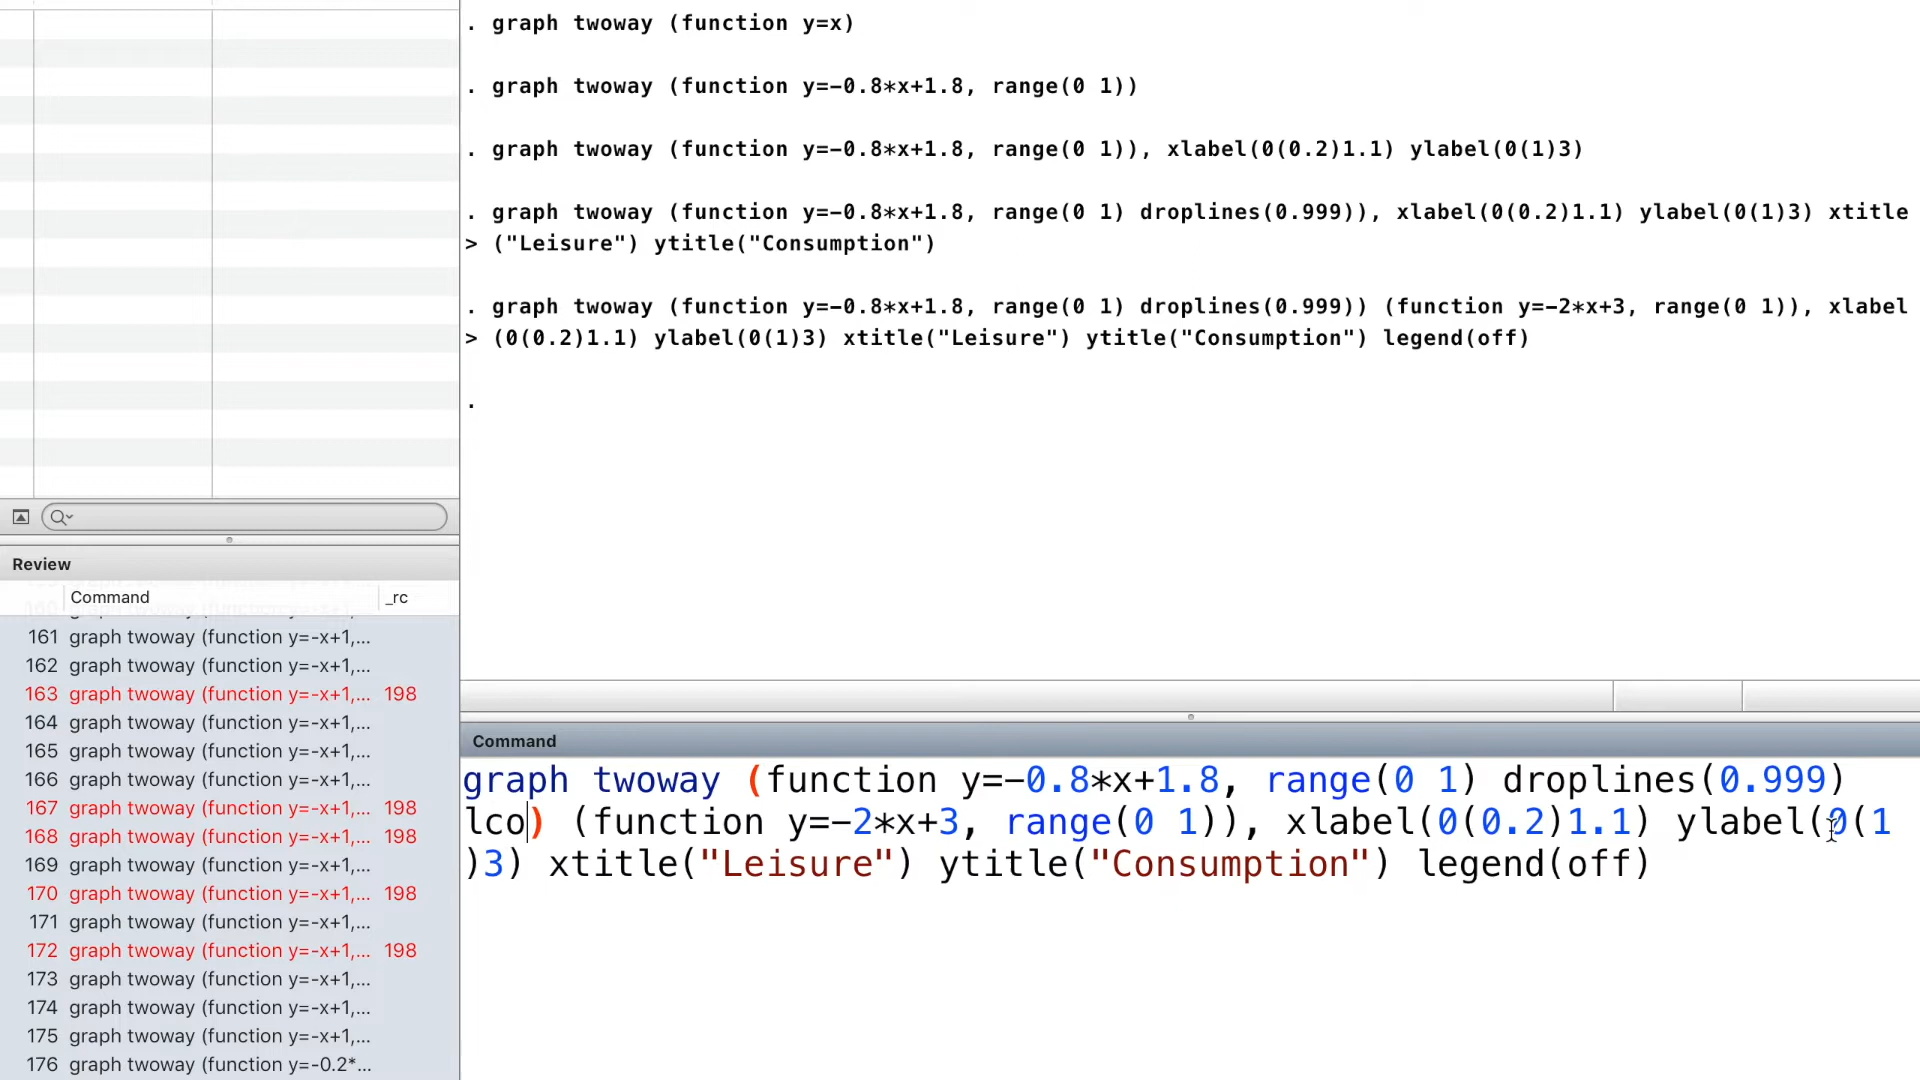 . graph twoway (function y=x)
. graph twoway (function y=-0.8*x+1.8, range(0 1))
. graph twoway (function y=-0.8*x+1.8, range(0 1)), xlabel(0(0.2)1.1) ylabel(0(1)3)
. graph twoway (function y=-0.8*x+1.8, range(0 1) droplines(0.999)), xlabel(0(0.2)1.1) ylabel(0(1)3) xtitle
> ("Leisure") ytitle("Consumption")
. graph twoway (function y=-0.8*x+1.8, range(0 1) droplines(0.999)) (function y=-2*x+3, range(0 1)), xlabel
> (0(0.2)1.1) ylabel(0(1)3) xtitle("Leisure") ytitle("Consumption") legend(off)
.
Review
Command _rc
161 graph twoway (function y=-x+1,...
162 graph twoway (function y=-x+1,...
163 graph twoway (function y=-x+1,... 198
164 graph twoway (function y=-x+1,...
165 graph twoway (function y=-x+1,...
166 graph twoway (function y=-x+1,...
167 graph twoway (function y=-x+1,... 198
168 graph twoway (function y=-x+1,... 198
169 graph twoway (function y=-x+1,...
170 graph twoway (function y=-x+1,... 198
171 graph twoway (function y=-x+1,...
172 graph twoway (function y=-x+1,... 198
173 graph twoway (function y=-x+1,...
174 graph twoway (function y=-x+1,...
175 graph twoway (function y=-x+1,...
176 graph twoway (function y=-0.2*...
Command
graph twoway (function y=-0.8*x+1.8, range(0 1) droplines(0.999)
lco) (function y=-2*x+3, range(0 1)), xlabel(0(0.2)1.1) ylabel(0(1
)3) xtitle("Leisure") ytitle("Consumption") legend(off)